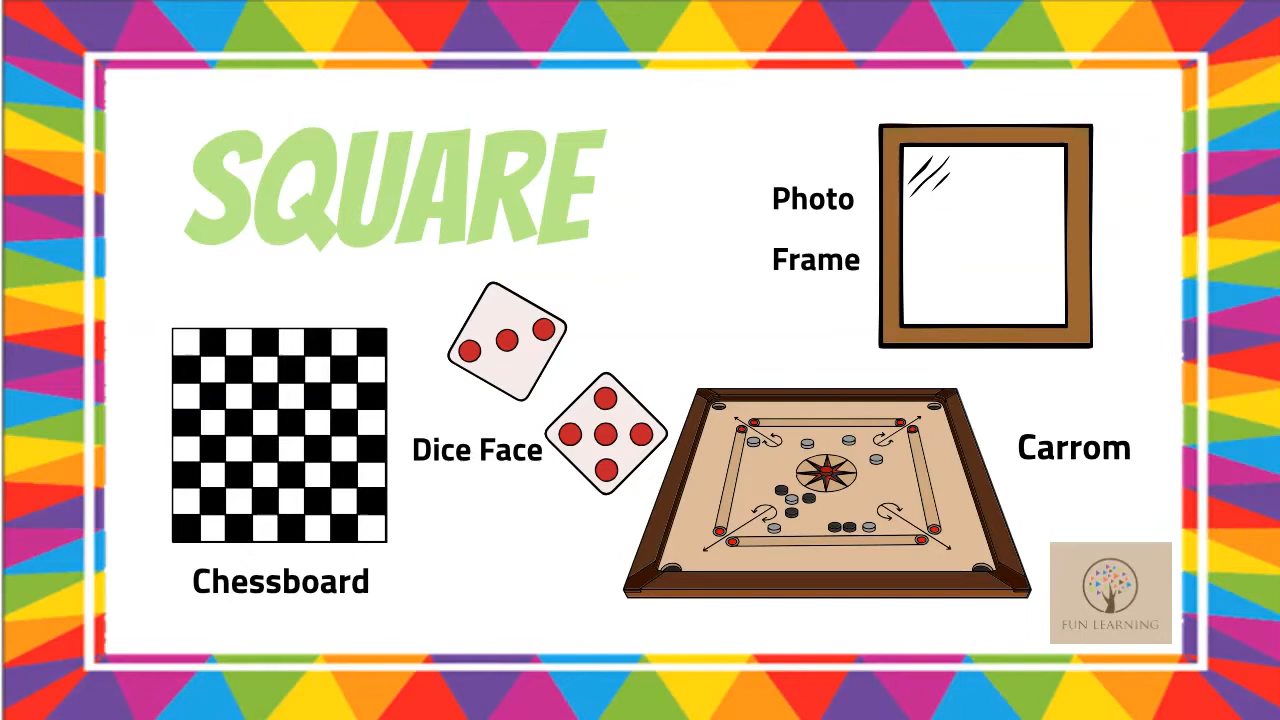 SQUARE
Photo
Frame
Dice Face
Carrom
Chessboard
FUN LEARNING